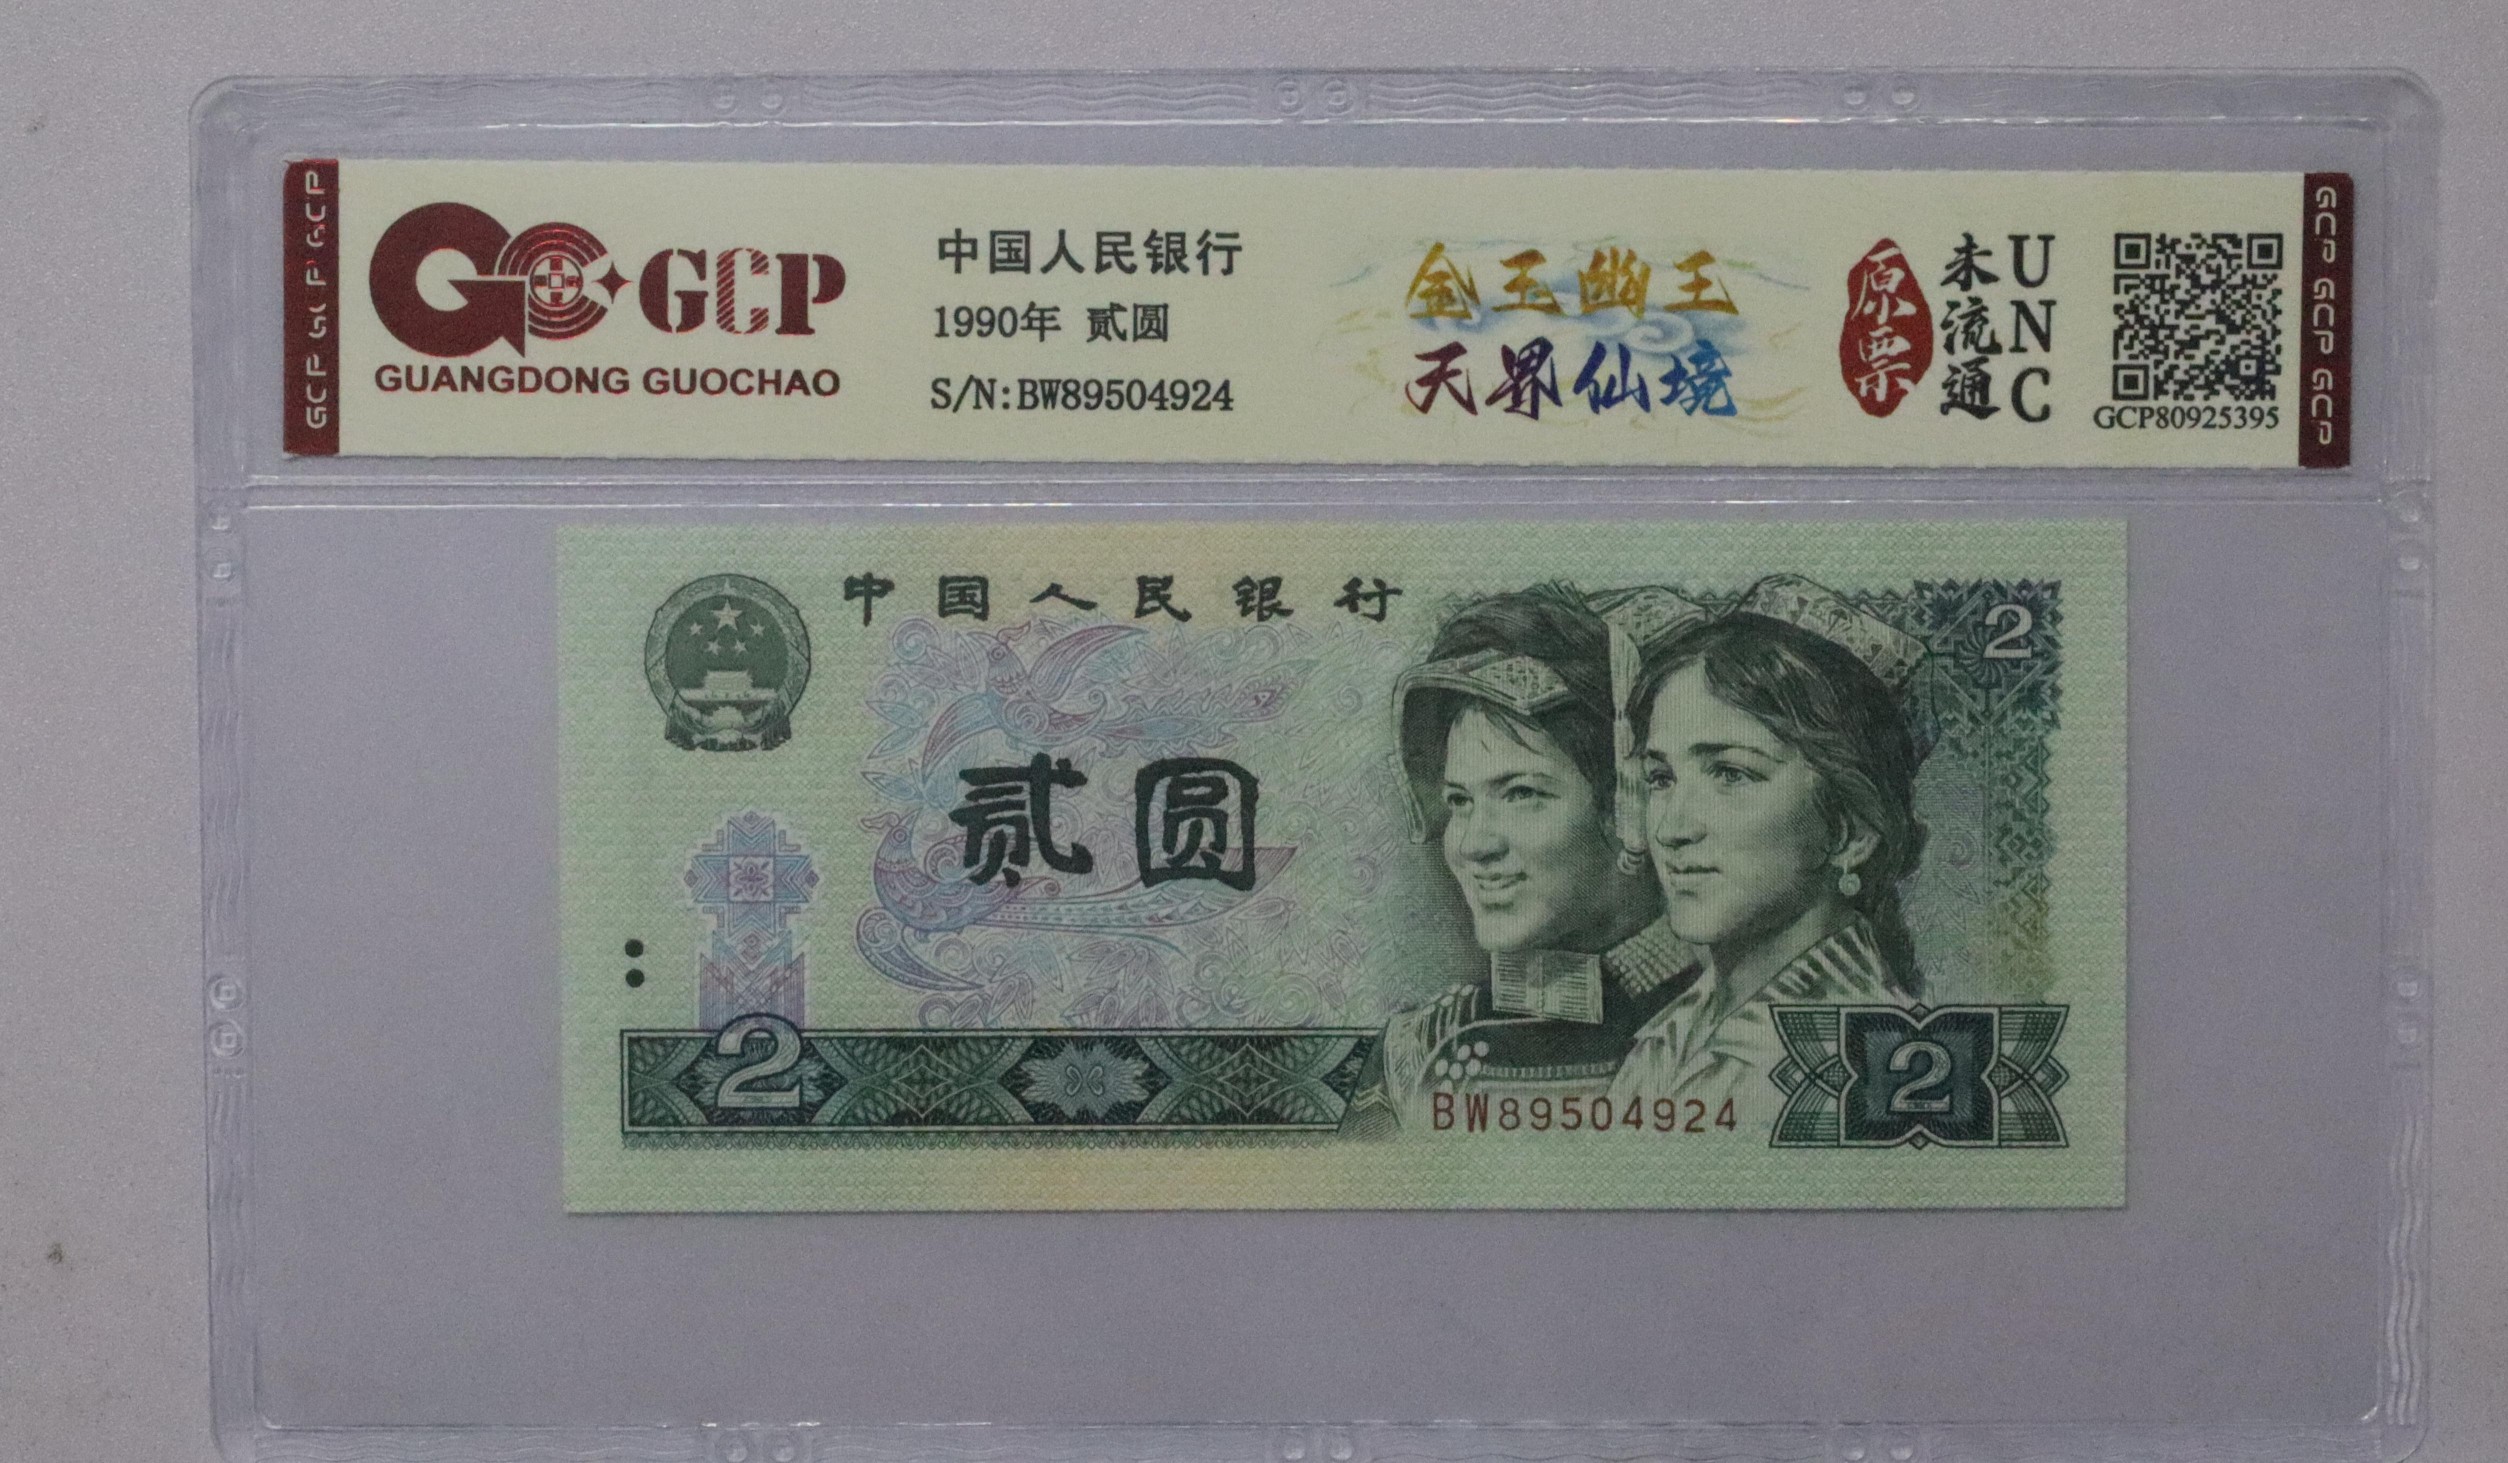 GCP GCP GCP
GCP
GUANGDONG GUOCHAO
中国人民银行
1990年 贰圆
S/N:BW89504924
金玉幽王
天界仙境
原票
未流通
UNC
GCP80925395
GCP GCP GCP
中国人民银行
2
贰圆
2
BW89504924
2